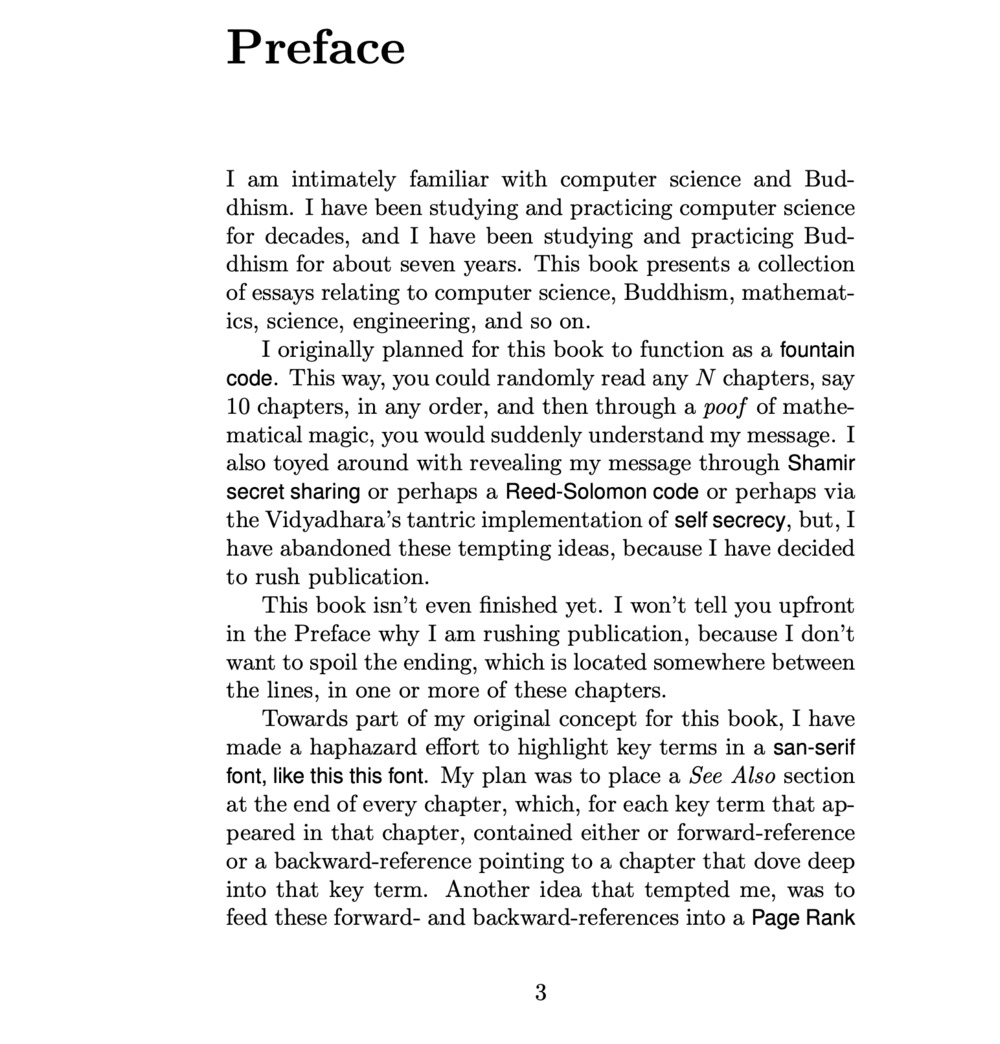 Preface
I am intimately familiar with computer science and Bud-
dhism. I have been studying and practicing computer science
for decades, and I have been studying and practicing Bud-
dhism for about seven years. This book presents a collection
of essays relating to computer science, Buddhism, mathemat-
ics, science, engineering, and so on.
I originally planned for this book to function as a fountain
code. This way, you could randomly read any N chapters, say
10 chapters, in any order, and then through a poof of mathe-
matical magic, you would suddenly understand my message. I
also toyed around with revealing my message through Shamir
secret sharing or perhaps a Reed-Solomon code or perhaps via
the Vidyadhara's tantric implementation of self secrecy, but, I
have abandoned these tempting ideas, because I have decided
to rush publication.
This book isn't even finished yet. I won't tell you upfront
in the Preface why I am rushing publication, because I don't
want to spoil the ending, which is located somewhere between
the lines, in one or more of these chapters.
Towards part of my original concept for this book, I have
made a haphazard effort to highlight key terms in a san-serif
font, like this this font. My plan was to place a See Also section
at the end of every chapter, which, for each key term that ap-
peared in that chapter, contained either or forward-reference
or a backward-reference pointing to a chapter that dove deep
into that key term. Another idea that tempted me, was to
feed these forward- and backward-references into a Page Rank
3